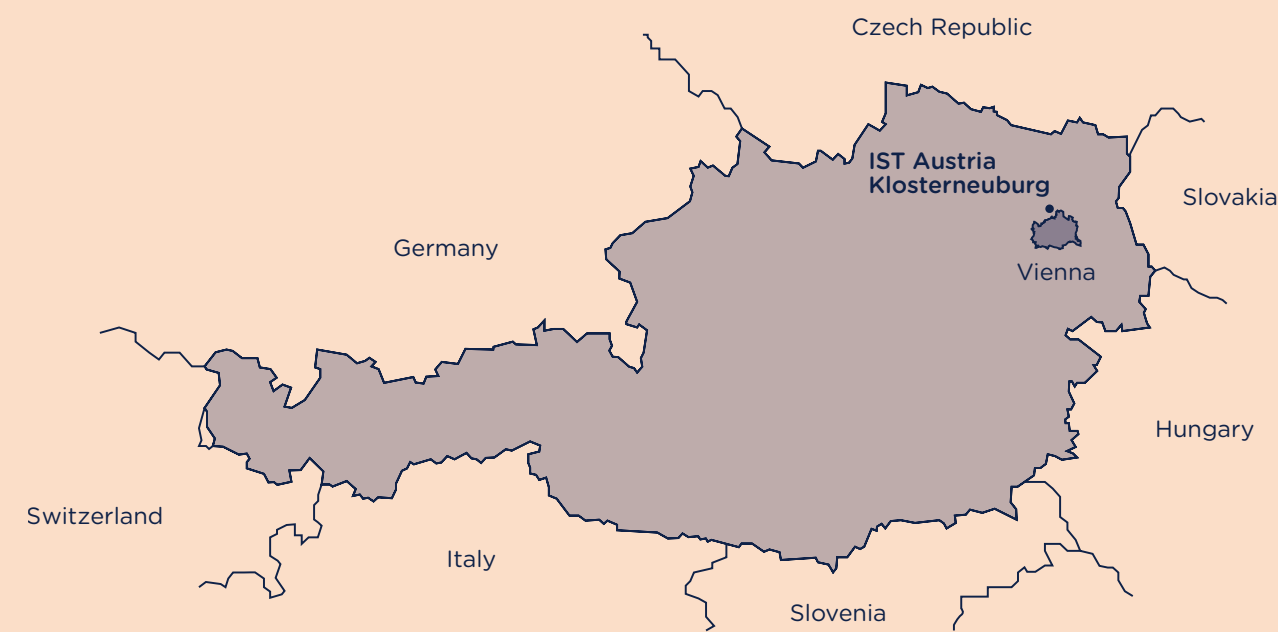 Czech Republic
IST Austria
Klosterneuburg
Slovakia
Germany
Vienna
Hungary
Switzerland
Italy
Slovenia